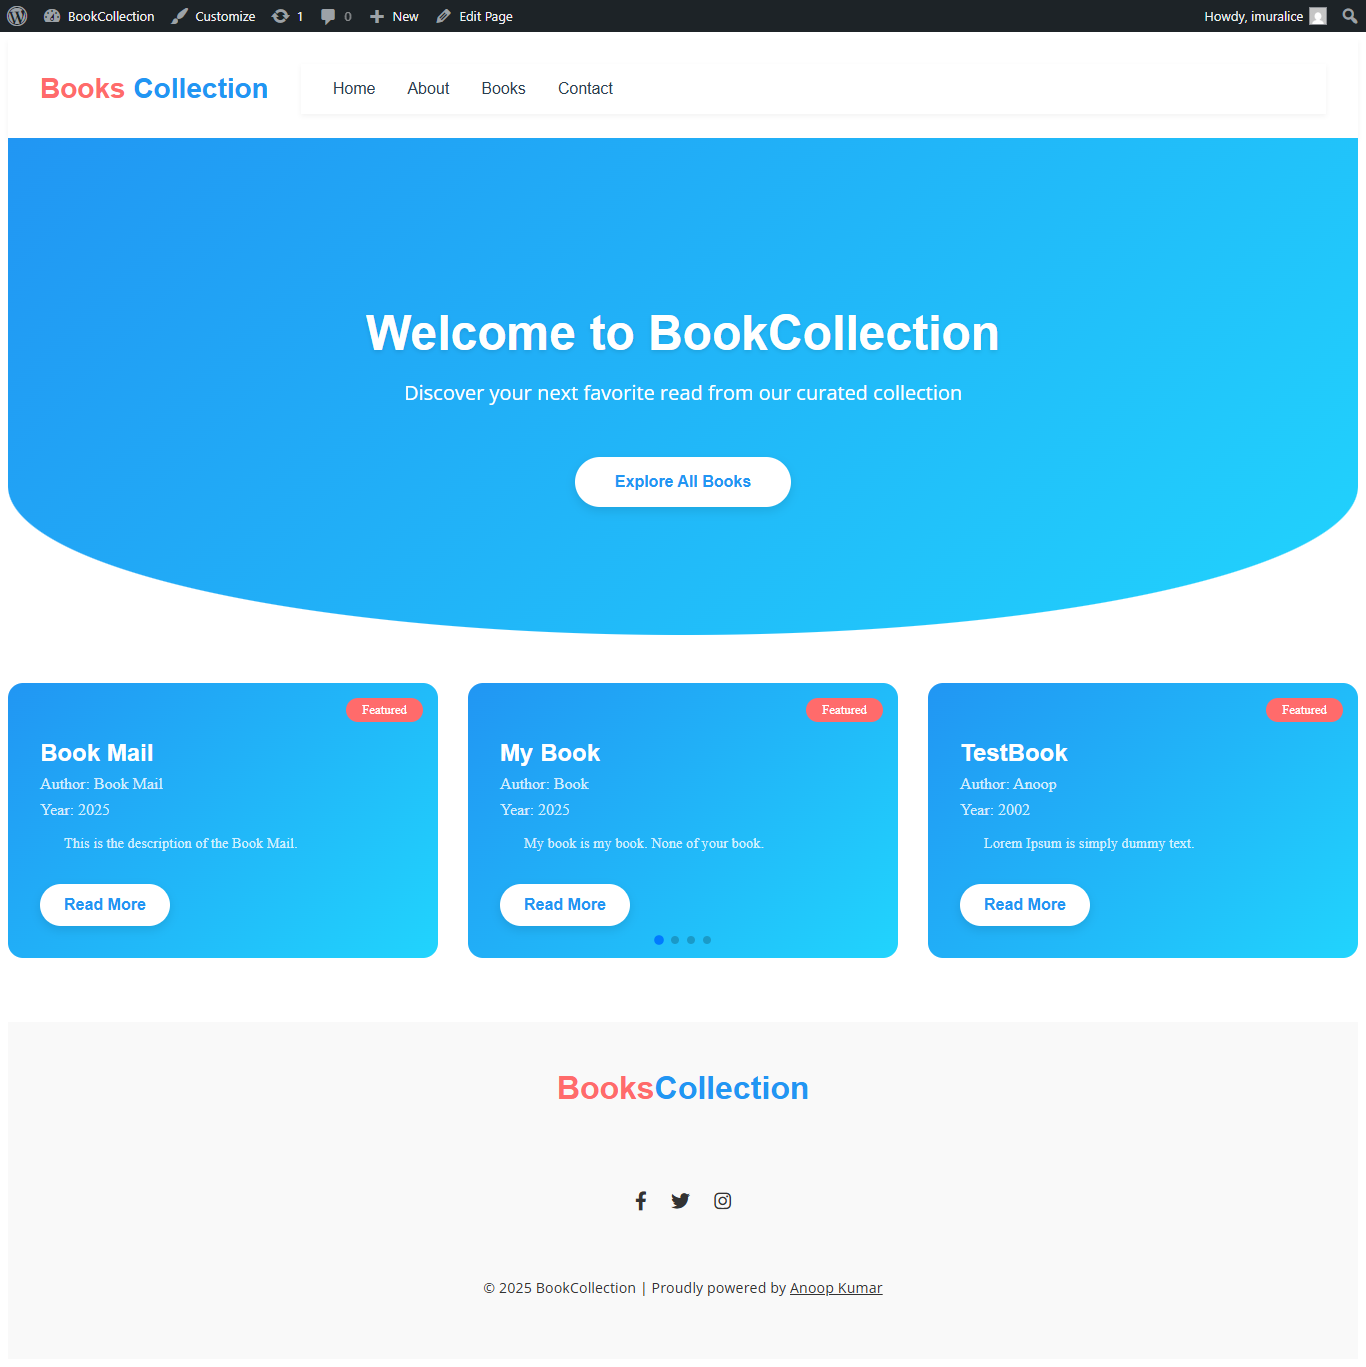 BookCollection Customize 1 0 New Edit Page Howdy, imuralice
Books Collection Home About Books Contact
Welcome to BookCollection
Discover your next favorite read from our curated collection
Explore All Books
Featured
Book Mail
Author: Book Mail
Year: 2025
This is the description of the Book Mail.
Read More
Featured
My Book
Author: Book
Year: 2025
My book is my book. None of your book.
Read More
Featured
TestBook
Author: Anoop
Year: 2002
Lorem Ipsum is simply dummy text.
Read More
BooksCollection
© 2025 BookCollection | Proudly powered by Anoop Kumar